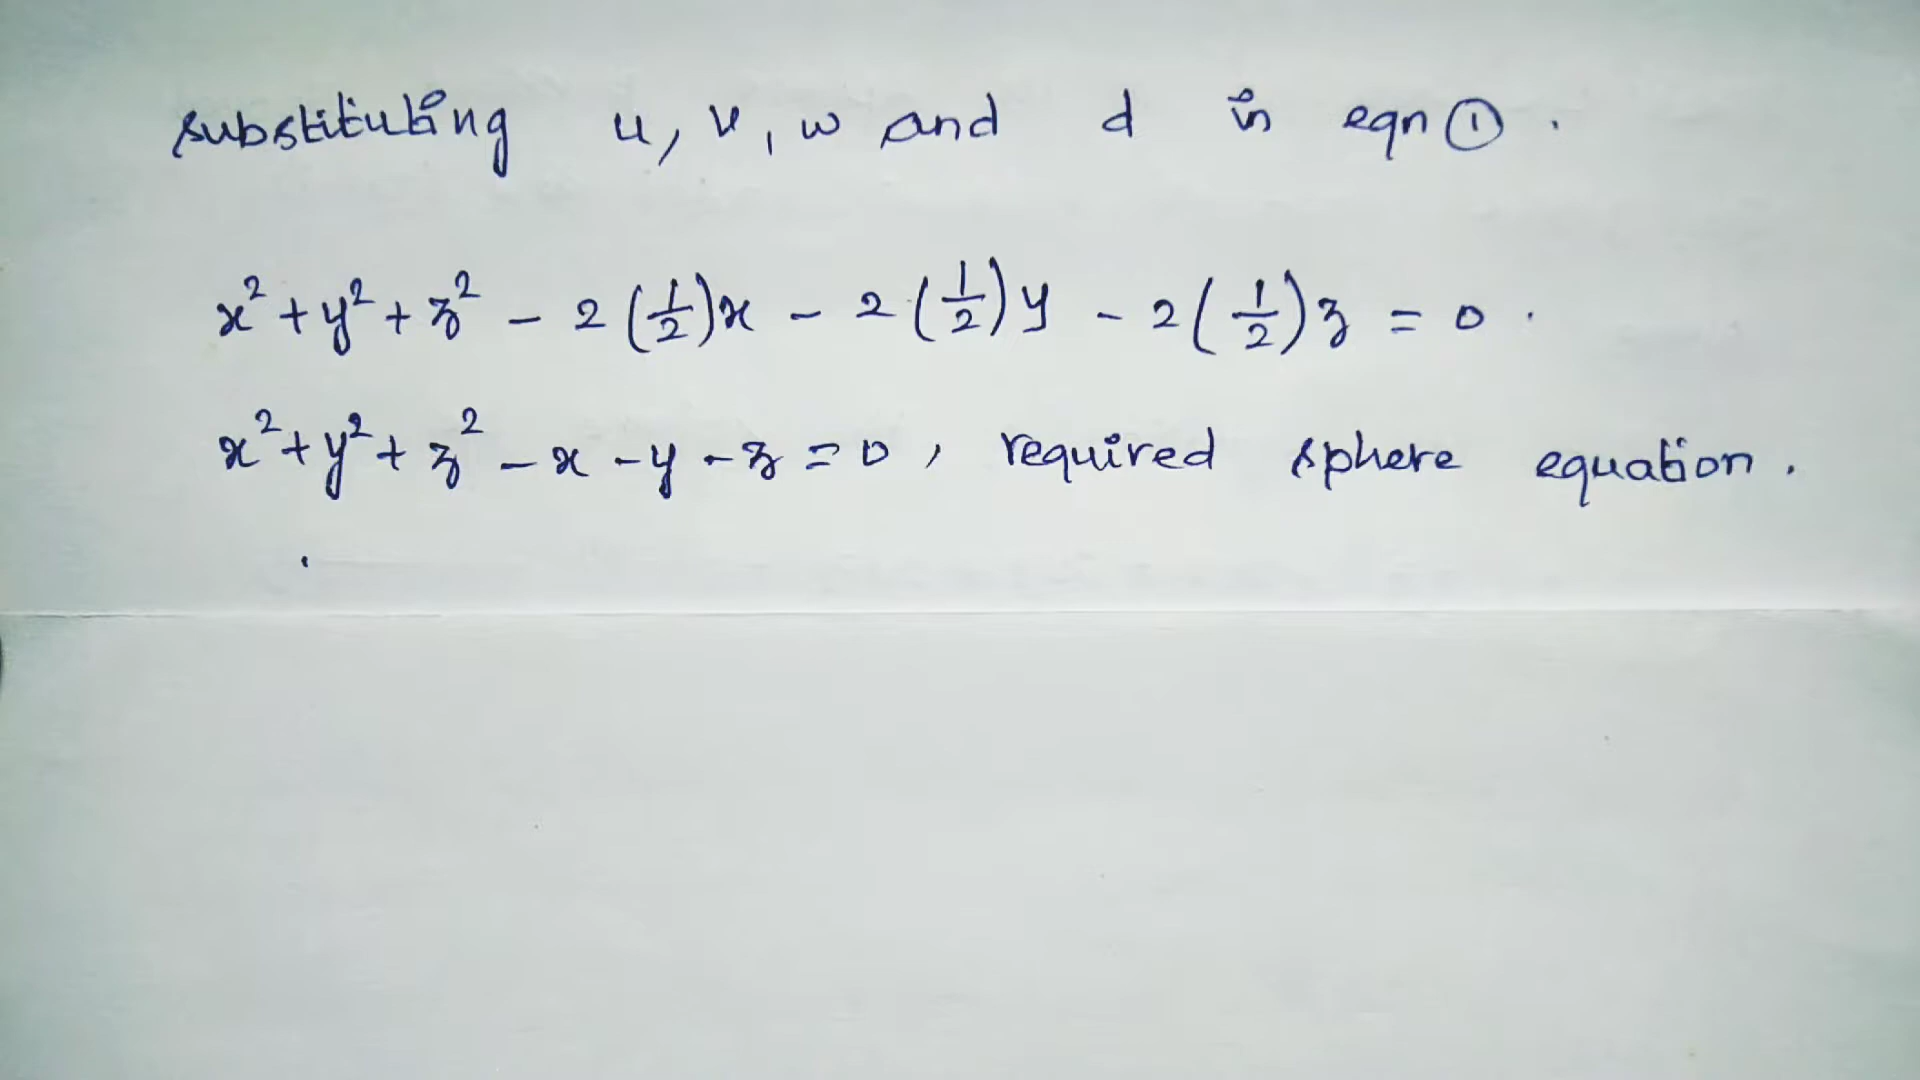 substituting u, v, w and d in eqn ① .
x² + y² + z² - 2(1/2)x - 2(1/2)y - 2(1/2)z = 0 .
x² + y² + z² - x - y - z = 0 , required sphere equation .